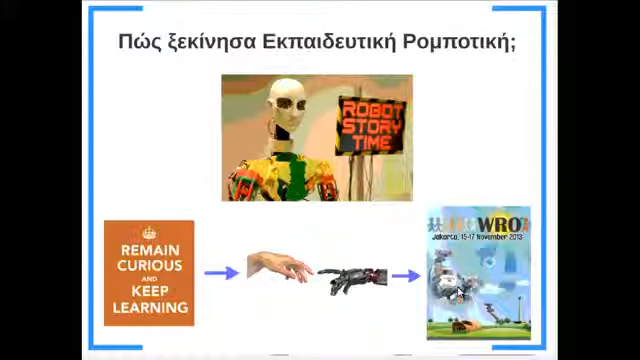 Πώς ξεκίνησα Εκπαιδευτική Ρομποτική;
ROBOT
STORY
TIME
REMAIN
CURIOUS
AND
KEEP
LEARNING
WRO
Jakarta, 15-17 November 2013